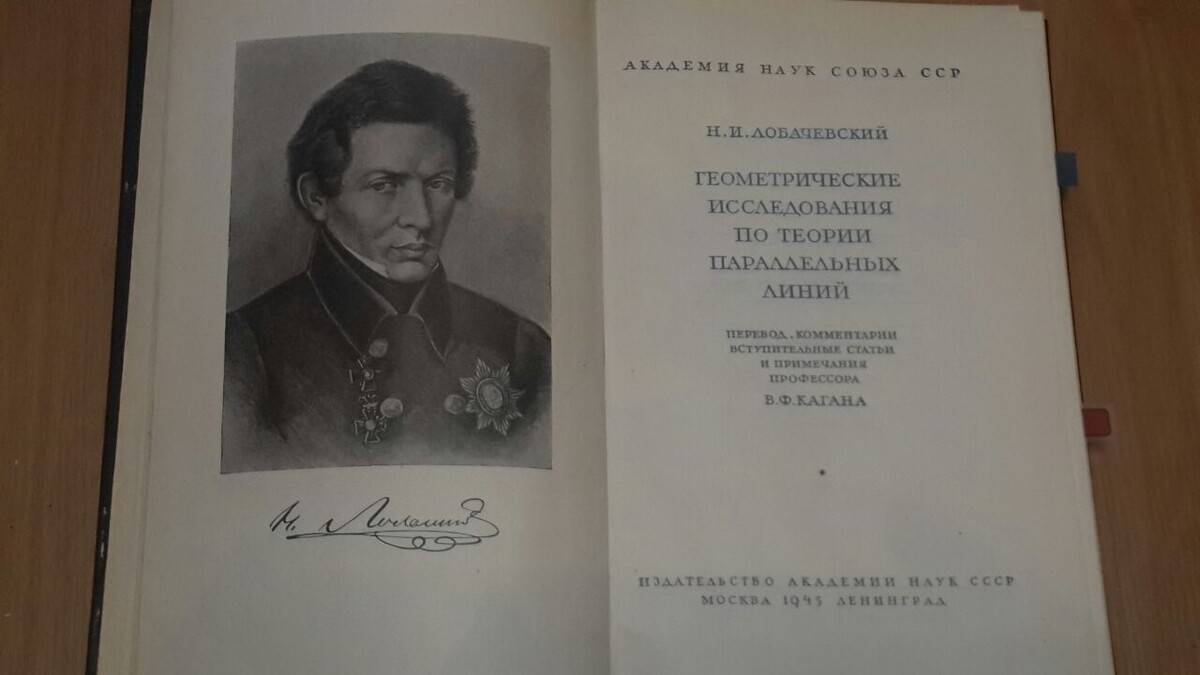 Н. Лобачевский
АКАДЕМИЯ НАУК СОЮЗА ССР
Н. И. ЛОБАЧЕВСКИЙ
ГЕОМЕТРИЧЕСКИЕ
ИССЛЕДОВАНИЯ
ПО ТЕОРИИ
ПАРАЛЛЕЛЬНЫХ
ЛИНИЙ
ПЕРЕВОД, КОММЕНТАРИИ
ВСТУПИТЕЛЬНЫЕ СТАТЬИ
И ПРИМЕЧАНИЯ
ПРОФЕССОРА
В. Ф. КАГАНА
ИЗДАТЕЛЬСТВО АКАДЕМИИ НАУК СССР
МОСКВА 1945 ЛЕНИНГРАД